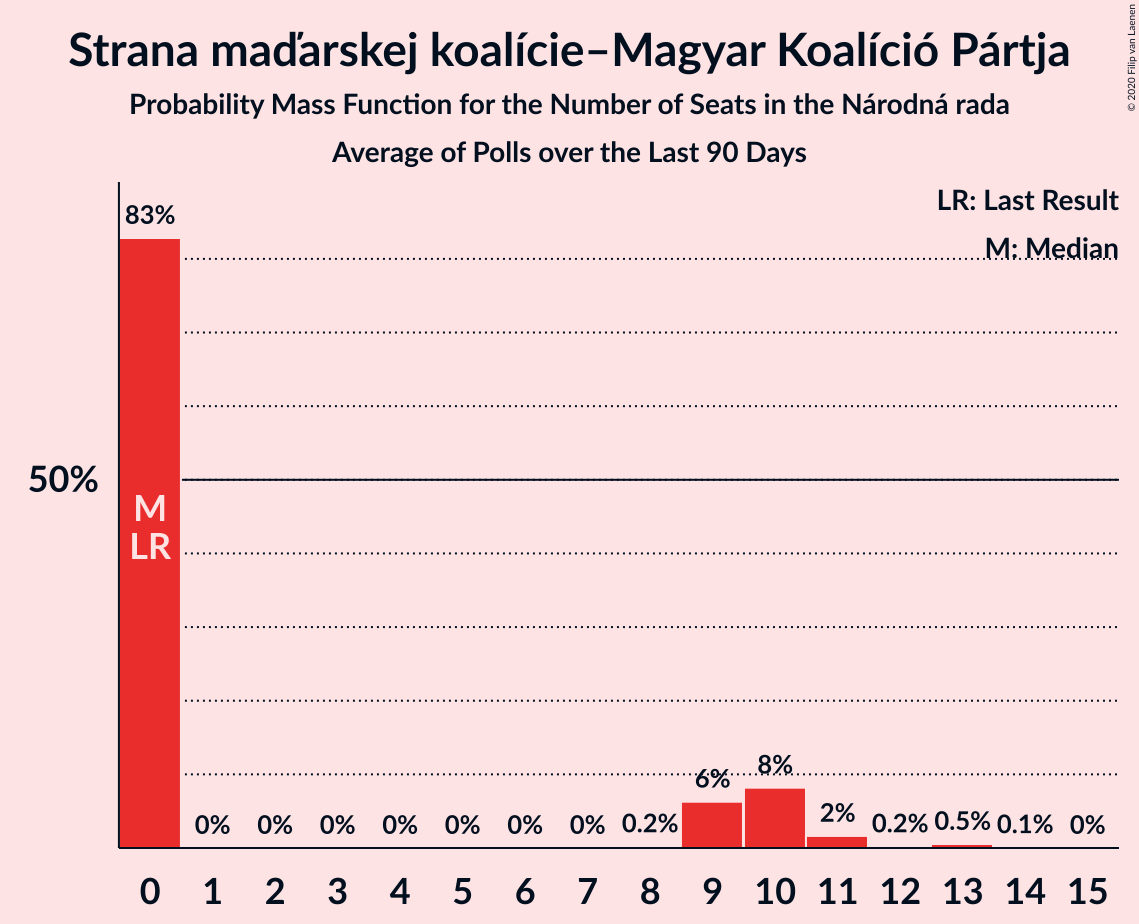 Strana maďarskej koalície–Magyar Koalíció Pártja
Probability Mass Function for the Number of Seats in the Národná rada
Average of Polls over the Last 90 Days
© 2020 Filip van Laenen
LR: Last Result
M: Median
83%
50%
M
LR
0% 0% 0% 0% 0% 0% 0% 0.2% 6% 8% 2% 0.2% 0.5% 0.1% 0%
0 1 2 3 4 5 6 7 8 9 10 11 12 13 14 15